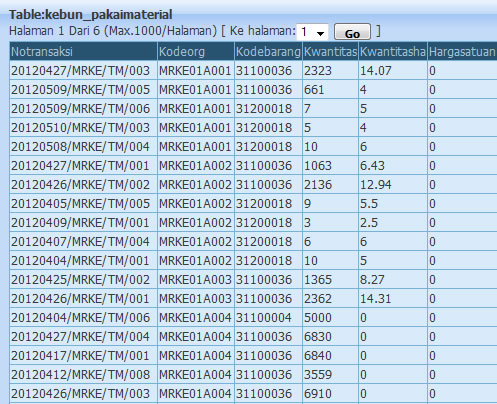 Table:kebun_pakaimaterial
Halaman 1 Dari 6 (Max.1000/Halaman) [ Ke halaman: 1 Go ]
Notransaksi Kodeorg Kodebarang Kwantitas Kwantitasha Hargasatuan
20120427/MRKE/TM/003 MRKE01A001 31100036 2323 14.07 0
20120509/MRKE/TM/005 MRKE01A001 31100036 661 4 0
20120509/MRKE/TM/006 MRKE01A001 31200018 7 5 0
20120510/MRKE/TM/003 MRKE01A001 31200018 5 4 0
20120508/MRKE/TM/004 MRKE01A001 31200018 10 6 0
20120427/MRKE/TM/001 MRKE01A002 31100036 1063 6.43 0
20120426/MRKE/TM/002 MRKE01A002 31100036 2136 12.94 0
20120405/MRKE/TM/005 MRKE01A002 31200018 9 5.5 0
20120409/MRKE/TM/001 MRKE01A002 31200018 3 2.5 0
20120407/MRKE/TM/004 MRKE01A002 31200018 6 6 0
20120404/MRKE/TM/001 MRKE01A002 31200018 10 5 0
20120425/MRKE/TM/002 MRKE01A003 31100036 1365 8.27 0
20120426/MRKE/TM/001 MRKE01A003 31100036 2362 14.31 0
20120404/MRKE/TM/006 MRKE01A004 31100004 5000 0 0
20120427/MRKE/TM/004 MRKE01A004 31100036 6830 0 0
20120417/MRKE/TM/001 MRKE01A004 31100036 6840 0 0
20120412/MRKE/TM/008 MRKE01A004 31100036 3559 0 0
20120426/MRKE/TM/003 MRKE01A004 31100036 6910 0 0